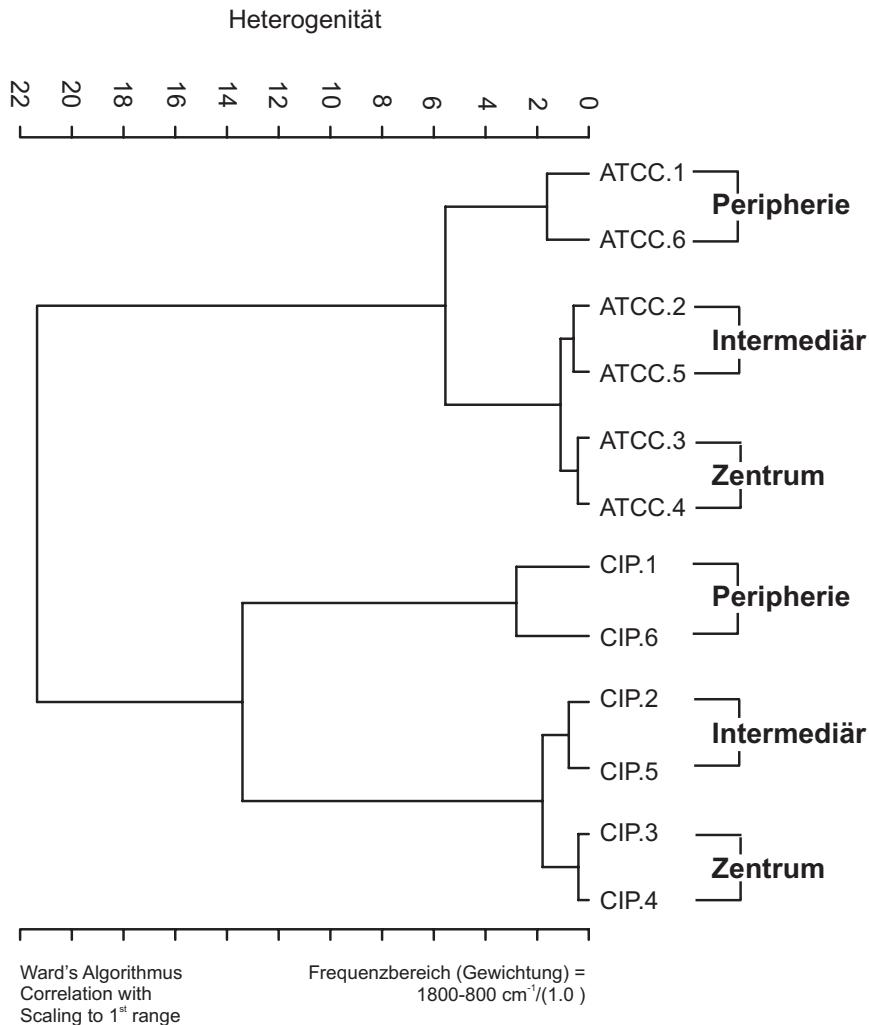 Heterogenität
22 20 18 16 14 12 10 8 6 4 2 0
ATCC.1
Peripherie
ATCC.6
ATCC.2
Intermediär
ATCC.5
ATCC.3
Zentrum
ATCC.4
CIP.1
Peripherie
CIP.6
CIP.2
Intermediär
CIP.5
CIP.3
Zentrum
CIP.4
Ward's Algorithmus
Correlation with
Scaling to 1st range
Frequenzbereich (Gewichtung) =
1800-800 cm-1/(1.0 )